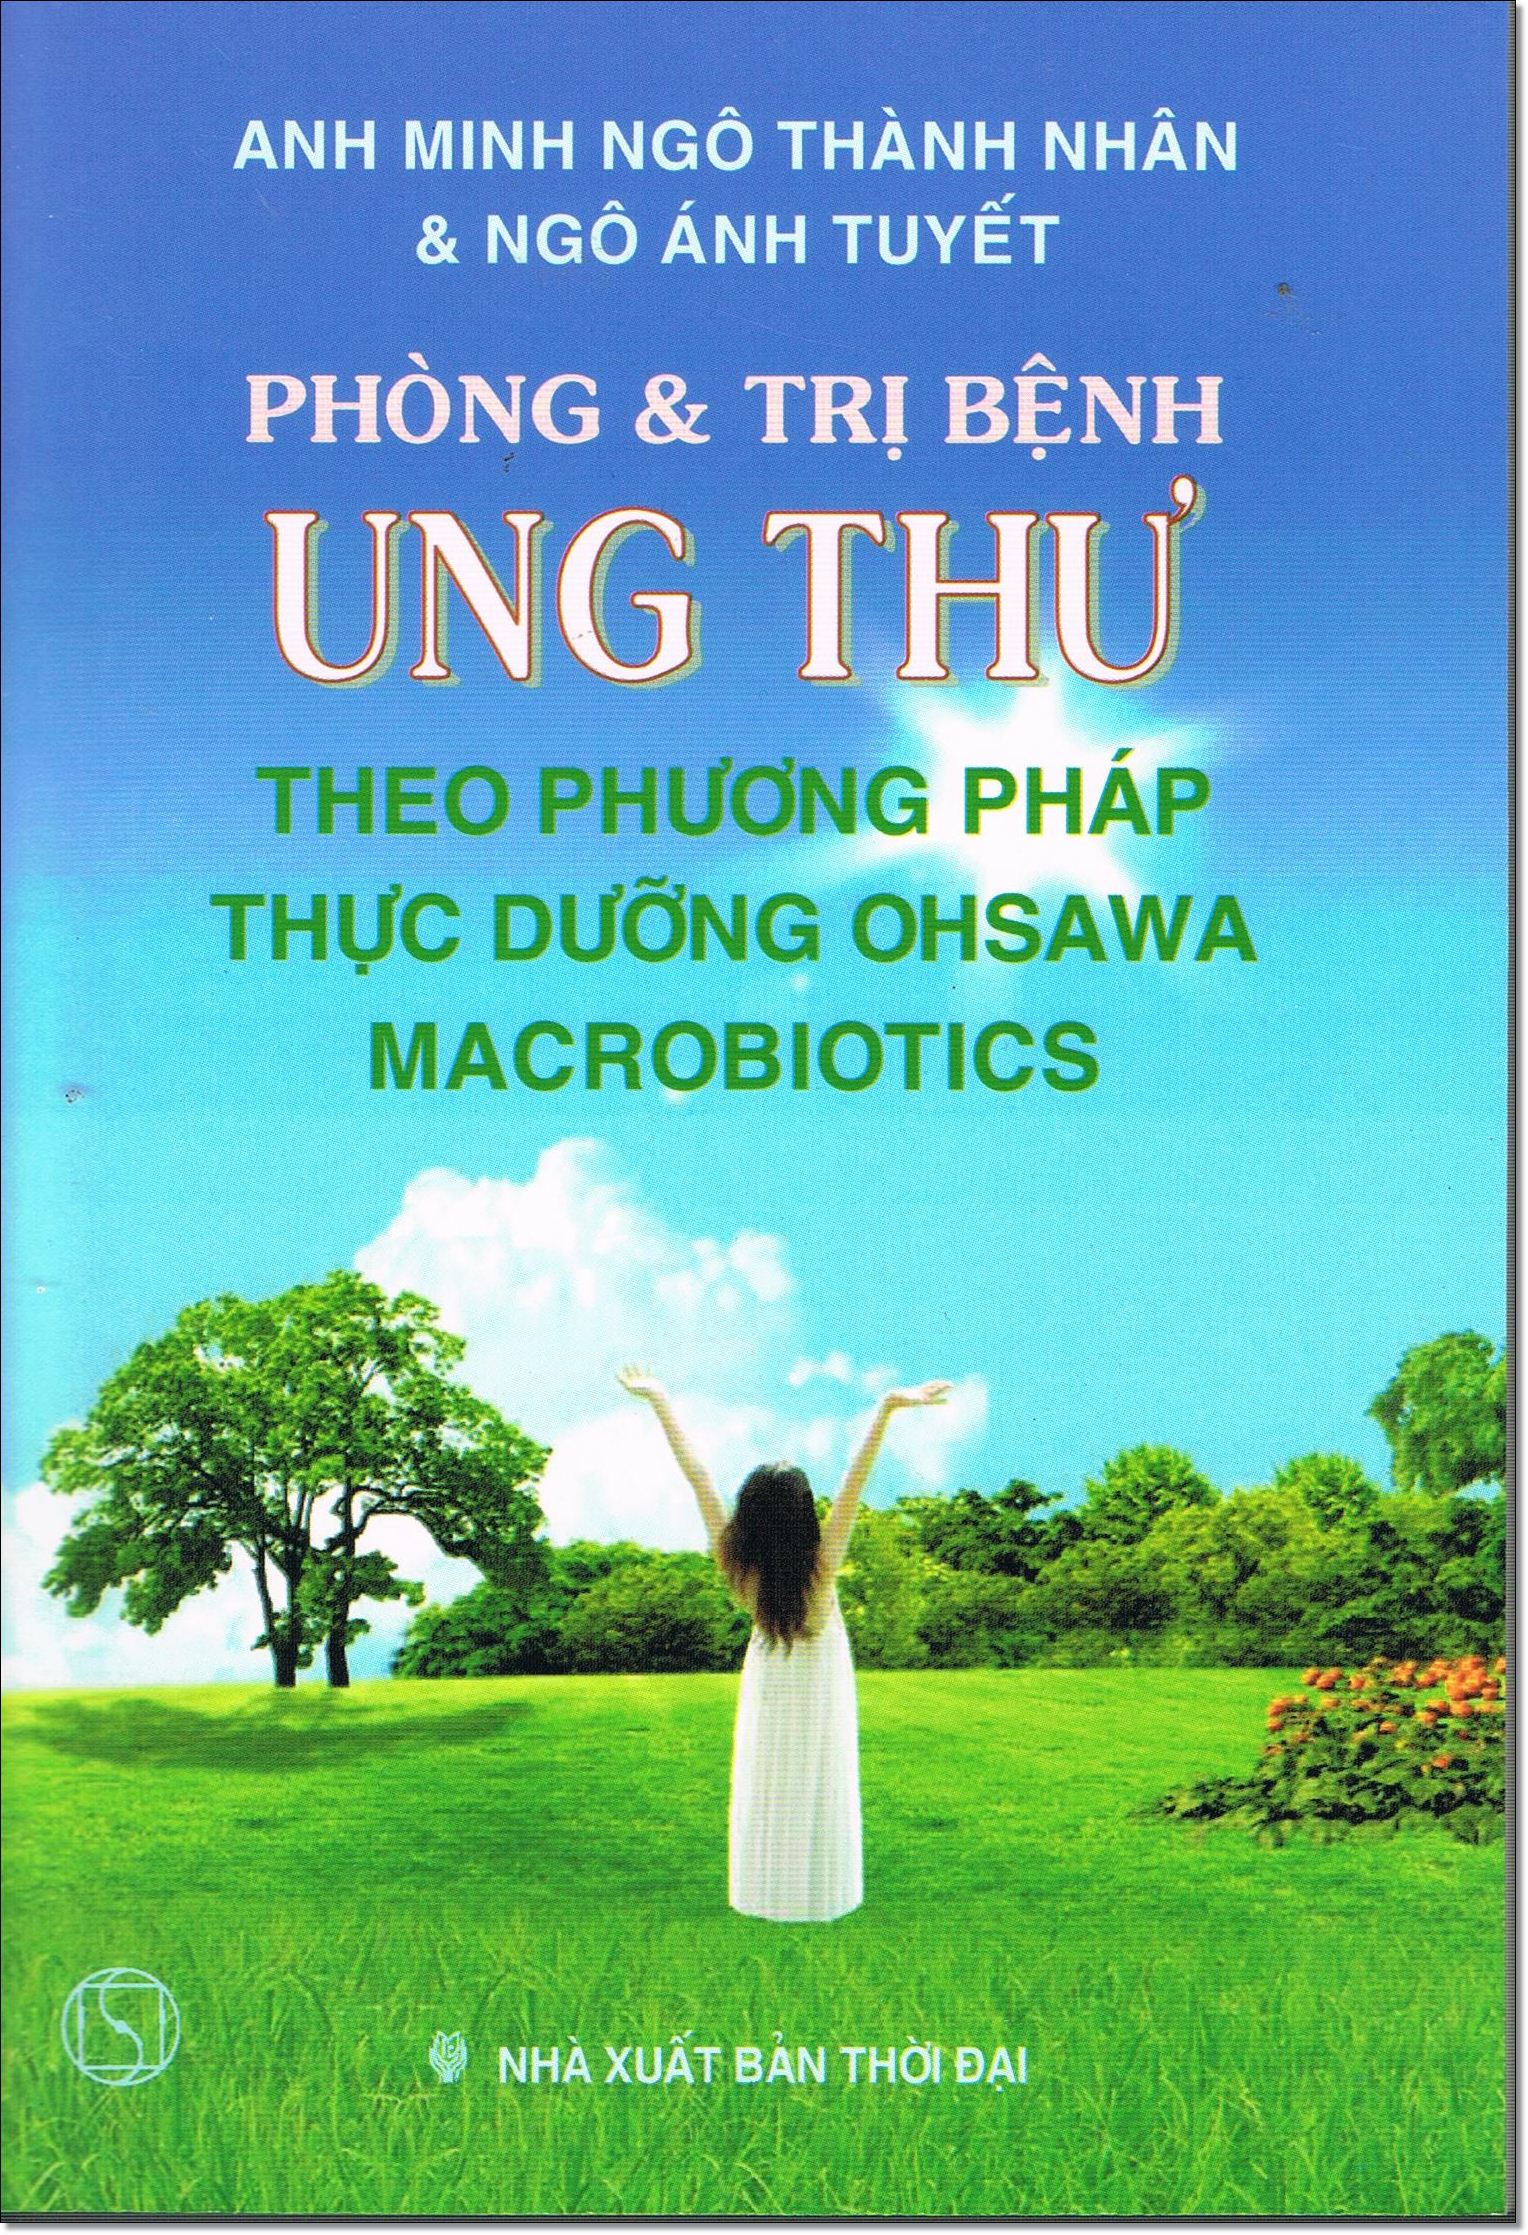 ANH MINH NGÔ THÀNH NHÂN
& NGÔ ÁNH TUYẾT
PHÒNG & TRỊ BỆNH
UNG THƯ
THEO PHƯƠNG PHÁP
THỰC DƯỠNG OHSAWA
MACROBIOTICS
NHÀ XUẤT BẢN THỜI ĐẠI